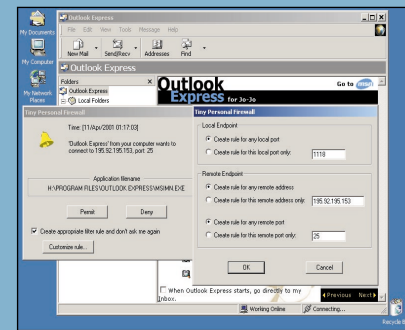 My Documents
My Computer
My Network Places
Recycle B
Outlook Express
File Edit View Tools Message Help
New Mail
Send/Recv
Addresses
Find
Outlook Express
Folders
Outlook Express
Local Folders
Outlook
Express for Jo-Jo
Go to msn
Tiny Personal Firewall
Time: [11/Apr/2001 01:17:03]
'Outlook Express' from your computer wants to
connect to 195.92.195.153, port 25
Application filename
H:\PROGRAM FILES\OUTLOOK EXPRESS\MSIMN.EXE
Permit
Deny
Create appropriate filter rule and don't ask me again
Customize rule...
Tiny Personal Firewall
Local Endpoint
Create rule for any local port
Create rule for this local port only:
1118
Remote Endpoint
Create rule for any remote address
Create rule for this remote address only:
195.92.195.153
Create rule for any remote port
Create rule for this remote port only:
25
OK
Cancel
When Outlook Express starts, go directly to my
Inbox.
Previous Next
Working Online
Connecting...